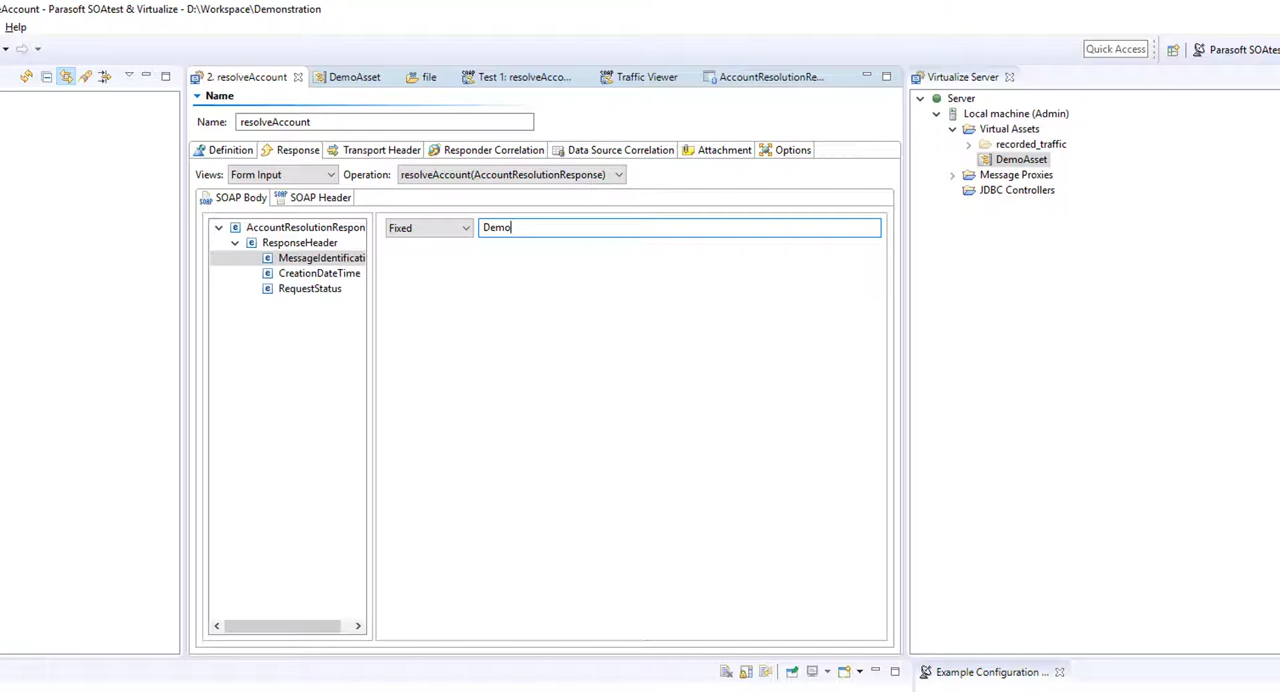 eAccount - Parasoft SOAtest & Virtualize - D:\Workspace\Demonstration
Help
Quick Access
Parasoft SOAtes
2. resolveAccount
DemoAsset
file
Test 1: resolveAcco...
Traffic Viewer
AccountResolutionRe...
Virtualize Server
Name
Name: resolveAccount
Definition
Response
Transport Header
Responder Correlation
Data Source Correlation
Attachment
Options
Views: Form Input
Operation: resolveAccount(AccountResolutionResponse)
SOAP Body
SOAP Header
AccountResolutionRespon
ResponseHeader
MessageIdentificati
CreationDateTime
RequestStatus
Fixed
Demo
Server
Local machine (Admin)
Virtual Assets
recorded_traffic
DemoAsset
Message Proxies
JDBC Controllers
Example Configuration ...